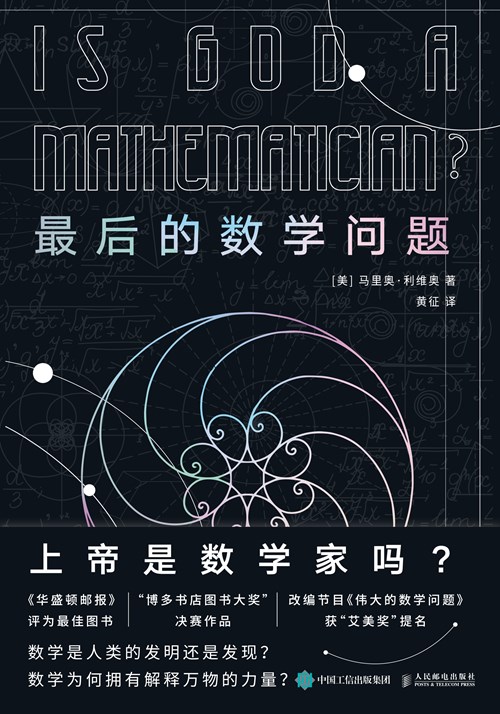 IS GOD A
MATHEMATICIAN?
最后的数学问题
[美] 马里奥·利维奥 著
黄征 译
上帝是数学家吗？
《华盛顿邮报》
评为最佳图书
“博多书店图书大奖”
决赛作品
改编节目《伟大的数学问题》
获“艾美奖”提名
数学是人类的发明还是发现？
数学为何拥有解释万物的力量？
中国工信出版集团
人民邮电出版社
POSTS & TELECOM PRESS